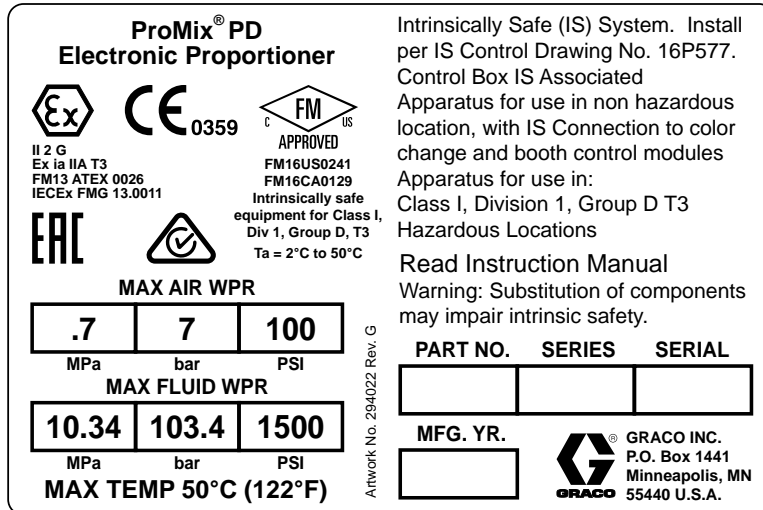 ProMix® PD
Electronic Proportioner
Ex
CE 0359
FM
C US
APPROVED
II 2 G
Ex ia IIA T3
FM13 ATEX 0026
IECEx FMG 13.0011
FM16US0241
FM16CA0129
Intrinsically safe
equipment for Class I,
Div 1, Group D, T3
Ta = 2°C to 50°C
EAC
MAX AIR WPR
.7 7 100
MPa bar PSI
MAX FLUID WPR
10.34 103.4 1500
MPa bar PSI
MAX TEMP 50°C (122°F)
Artwork No. 294022 Rev. G
Intrinsically Safe (IS) System. Install
per IS Control Drawing No. 16P577.
Control Box IS Associated
Apparatus for use in non hazardous
location, with IS Connection to color
change and booth control modules
Apparatus for use in:
Class I, Division 1, Group D T3
Hazardous Locations
Read Instruction Manual
Warning: Substitution of components
may impair intrinsic safety.
PART NO. SERIES SERIAL
MFG. YR.
G®
GRACO
GRACO INC.
P.O. Box 1441
Minneapolis, MN
55440 U.S.A.